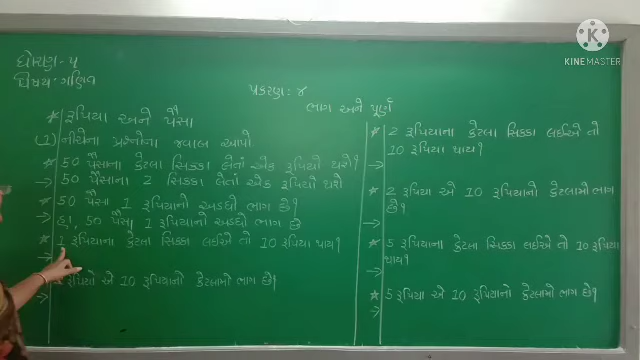 ધોરણ-૫
વિષય: ગણિત
પ્રકરણ: ૪
ભાગ અને પૂર્ણ
* રૂપિયા અને પૈસા
(1) નીચેના પ્રશ્નોના જવાબ આપો
* 50 પૈસાના કેટલા સિક્કા લેતાં એક રૂપિયો થશે?
→ 50 પૈસાના 2 સિક્કા લેતાં એક રૂપિયો થશે
* 50 પૈસા 1 રૂપિયાનો અડધો ભાગ છે?
→ હા, 50 પૈસા 1 રૂપિયાનો અડધો ભાગ છે
* 1 રૂપિયાના કેટલા સિક્કા લઈએ તો 10 રૂપિયા થાય?
→
રૂપિયો એ 10 રૂપિયાનો કેટલામો ભાગ છે?
→
* 2 રૂપિયાના કેટલા સિક્કા લઈએ તો
10 રૂપિયા થાય?
→
* 2 રૂપિયા એ 10 રૂપિયાનો કેટલામો ભાગ
છે?
→
* 5 રૂપિયાના કેટલા સિક્કા લઈએ તો 10 રૂપિયા
થાય?
→
* 5 રૂપિયા એ 10 રૂપિયાનો કેટલામો ભાગ છે?
→
KINEMASTER